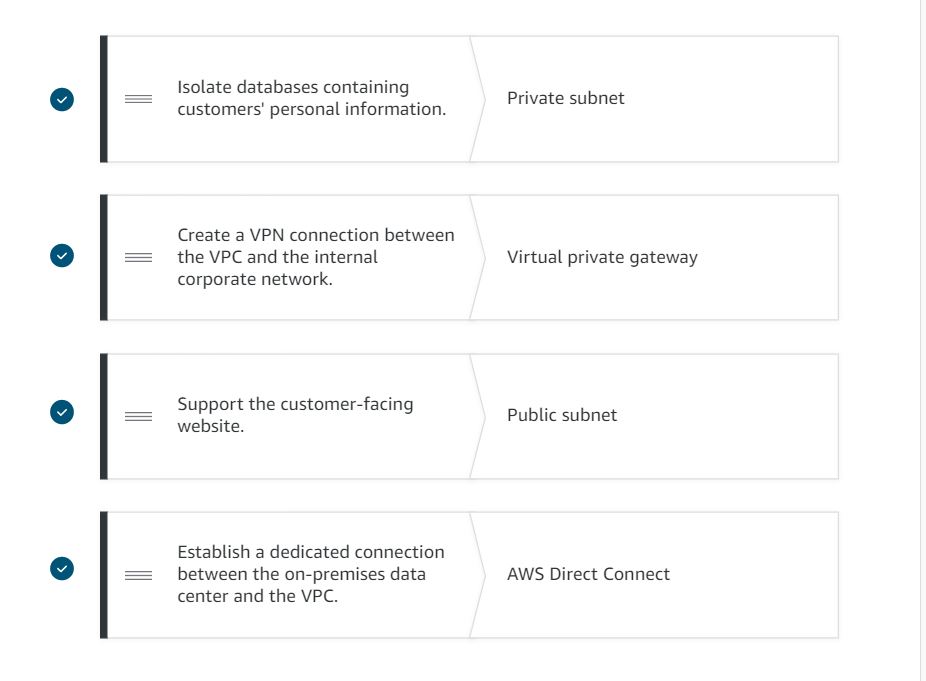 Isolate databases containing
customers' personal information.
Private subnet
Create a VPN connection between
the VPC and the internal
corporate network.
Virtual private gateway
Support the customer-facing
website.
Public subnet
Establish a dedicated connection
between the on-premises data
center and the VPC.
AWS Direct Connect